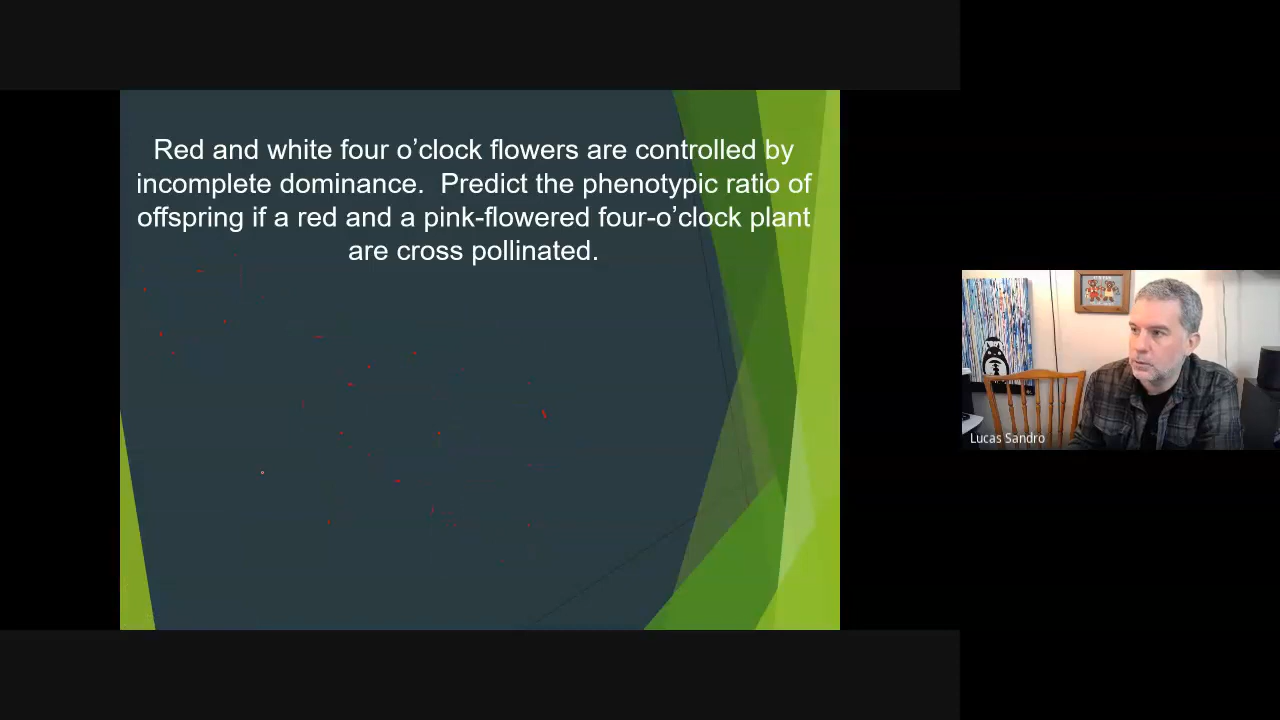 Red and white four o’clock flowers are controlled by
incomplete dominance.  Predict the phenotypic ratio of
offspring if a red and a pink-flowered four-o’clock plant
are cross pollinated.
Lucas Sandro